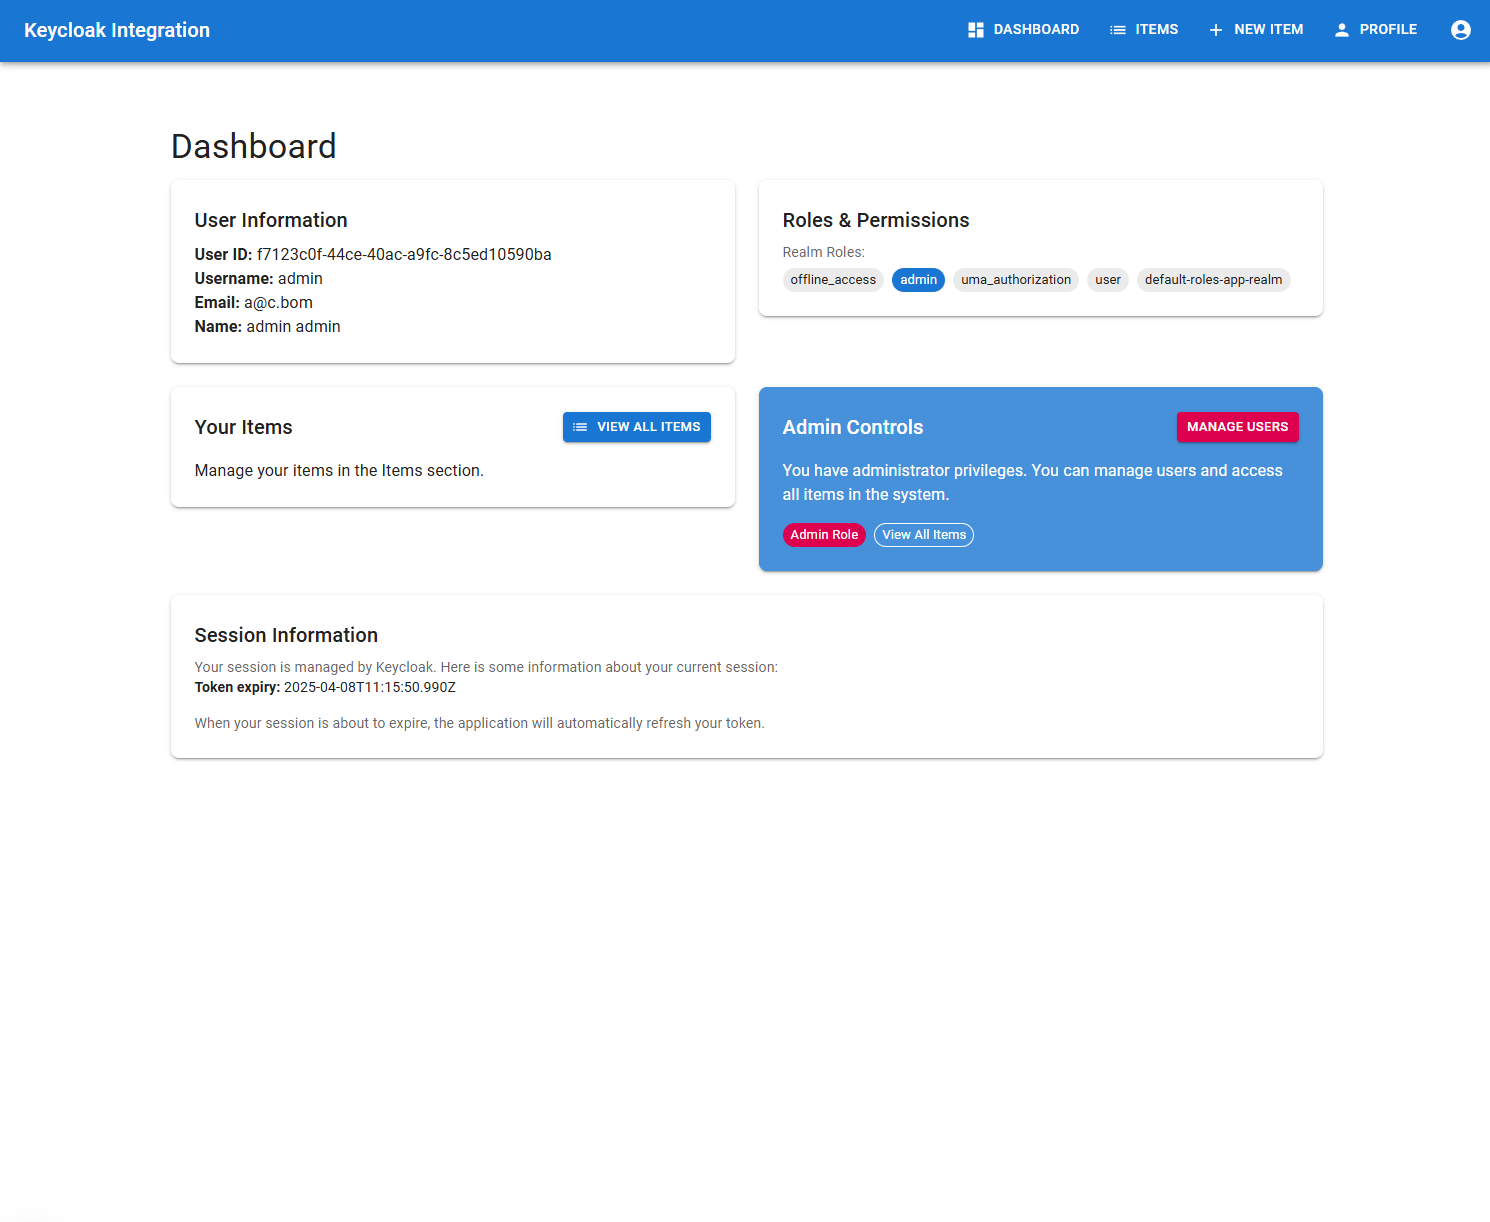 Keycloak Integration
DASHBOARD
ITEMS
NEW ITEM
PROFILE
Dashboard
User Information
User ID: f7123c0f-44ce-40ac-a9fc-8c5ed10590ba
Username: admin
Email: a@c.bom
Name: admin admin
Roles & Permissions
Realm Roles:
offline_access admin uma_authorization user default-roles-app-realm
Your Items
VIEW ALL ITEMS
Manage your items in the Items section.
Admin Controls
MANAGE USERS
You have administrator privileges. You can manage users and access
all items in the system.
Admin Role View All Items
Session Information
Your session is managed by Keycloak. Here is some information about your current session:
Token expiry: 2025-04-08T11:15:50.990Z
When your session is about to expire, the application will automatically refresh your token.